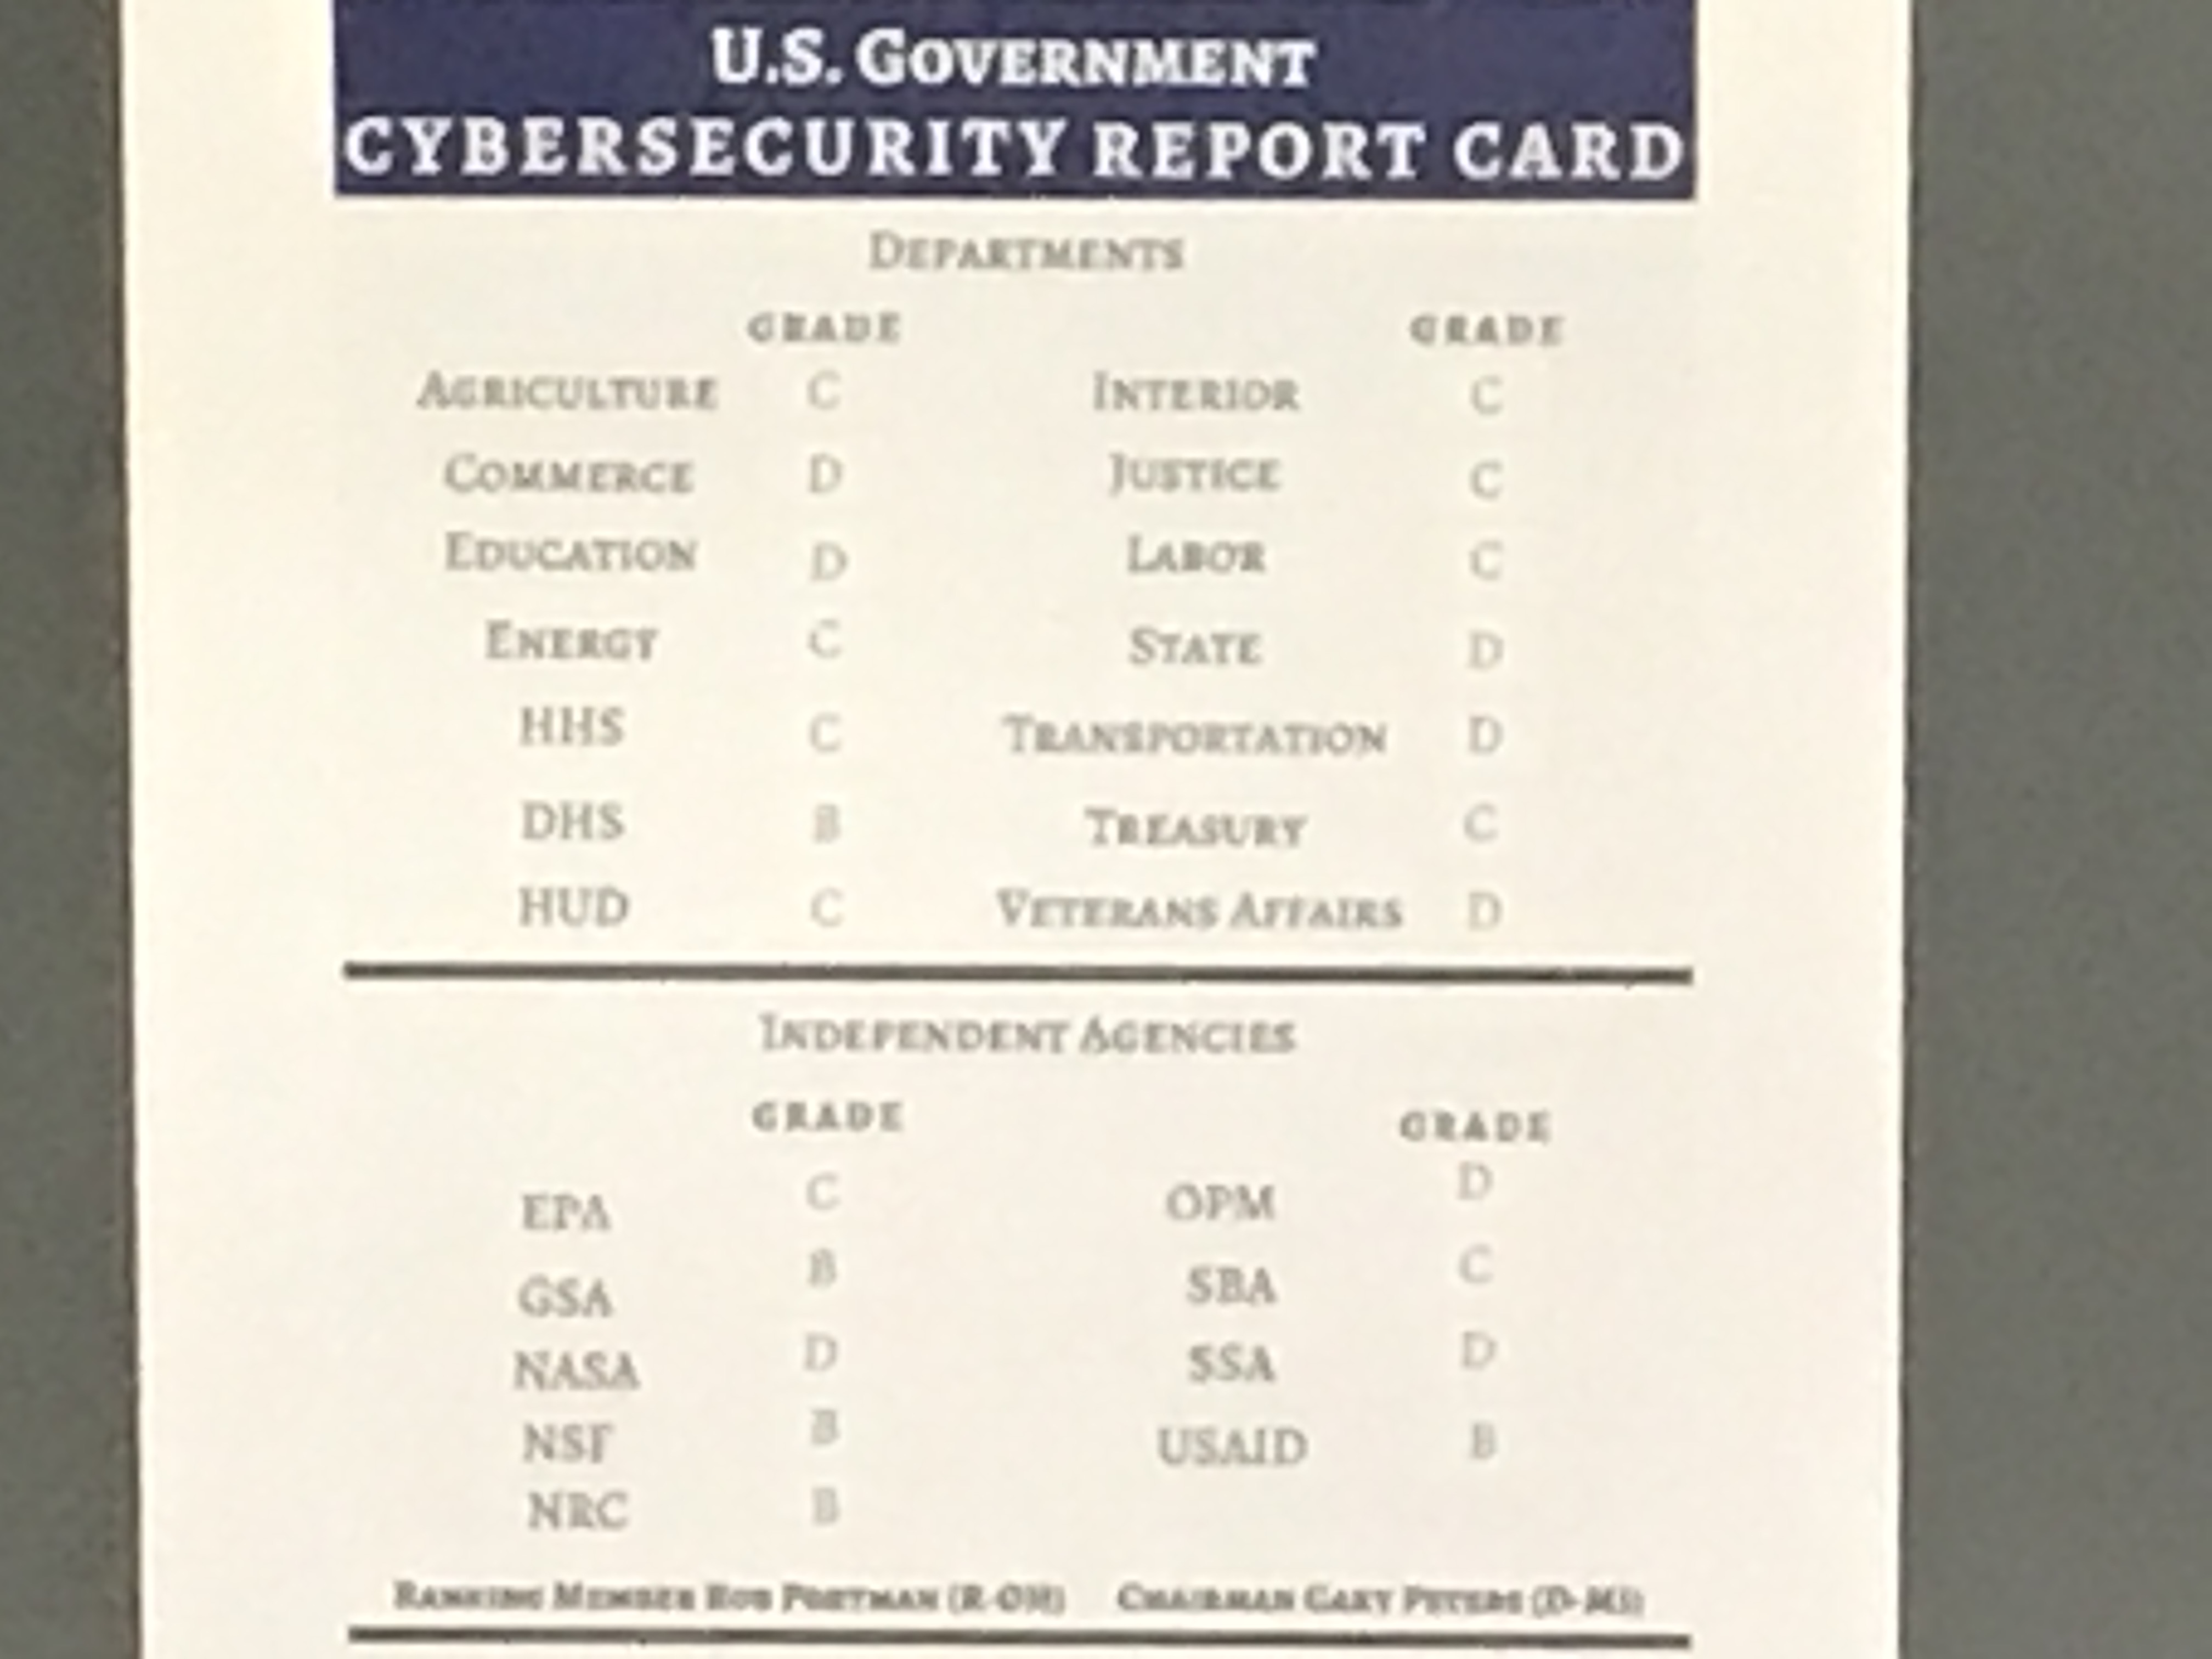 U.S. GOVERNMENT
CYBERSECURITY REPORT CARD
DEPARTMENTS
GRADE GRADE
AGRICULTURE C INTERIOR C
COMMERCE D JUSTICE C
EDUCATION D LABOR C
ENERGY C STATE D
HHS C TRANSPORTATION D
DHS B TREASURY C
HUD C VETERANS AFFAIRS D
INDEPENDENT AGENCIES
GRADE GRADE
EPA C OPM D
GSA B SBA C
NASA D SSA D
NSF B USAID B
NRC B
RANKING MEMBER ROB PORTMAN (R-OH) CHAIRMAN GARY PETERS (D-MI)